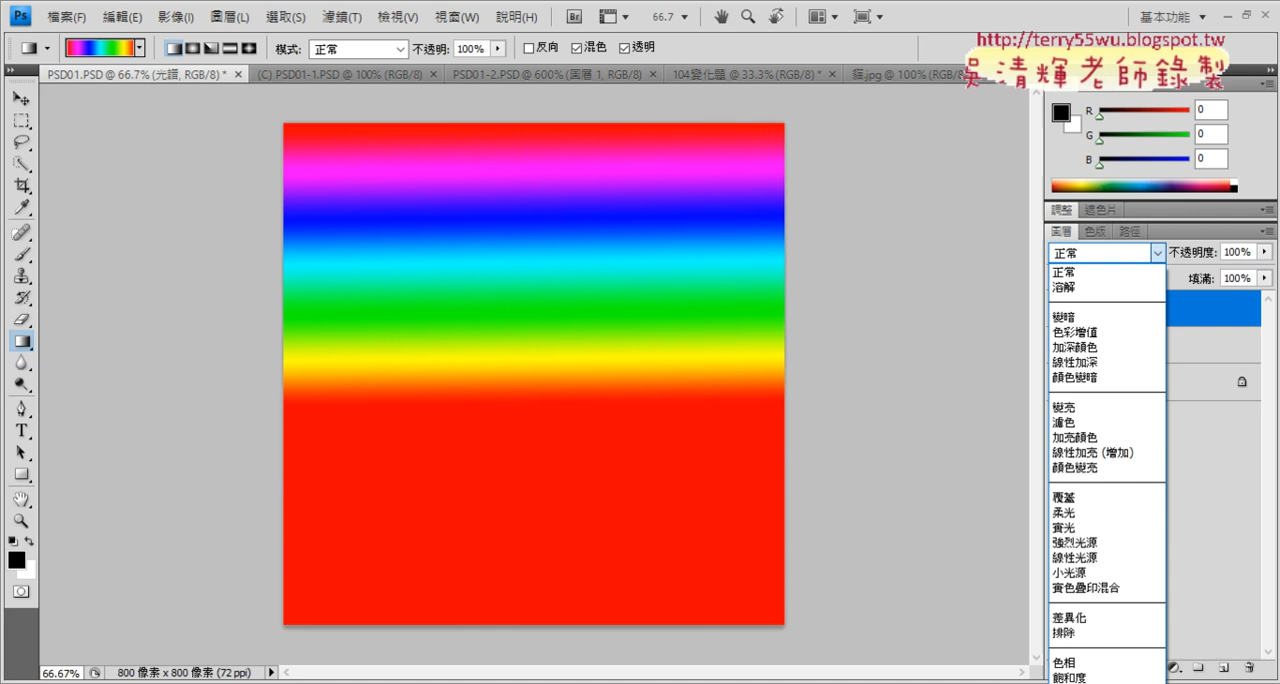 Ps 檔案(F) 編輯(E) 影像(I) 圖層(L) 選取(S) 濾鏡(T) 檢視(V) 視窗(W) 說明(H) Br 66.7 基本功能
模式: 正常 不透明: 100% 反向 混色 透明
http://terry55wu.blogspot.tw
吳清輝老師錄製
PSD01.PSD @ 66.7% (光譜, RGB/8) * × (C) PSD01-1.PSD @ 100% (RGB/8) × PSD01-2.PSD @ 600% (圖層 1, RGB/8) × 104變化題 @ 33.3% (RGB/8) * × 貓.jpg @ 100% (RGB/8
R 0
G 0
B 0
調整 遮色片
圖層 色版 路徑
正常 不透明度: 100%
填滿: 100%
正常
溶解
變暗
色彩增值
加深顏色
線性加深
顏色變暗
變亮
濾色
加亮顏色
線性加亮 (增加)
顏色變亮
覆蓋
柔光
實光
強烈光源
線性光源
小光源
實色疊印混合
差異化
排除
色相
飽和度
T
66.67% 800 像素 x 800 像素 (72 ppi)